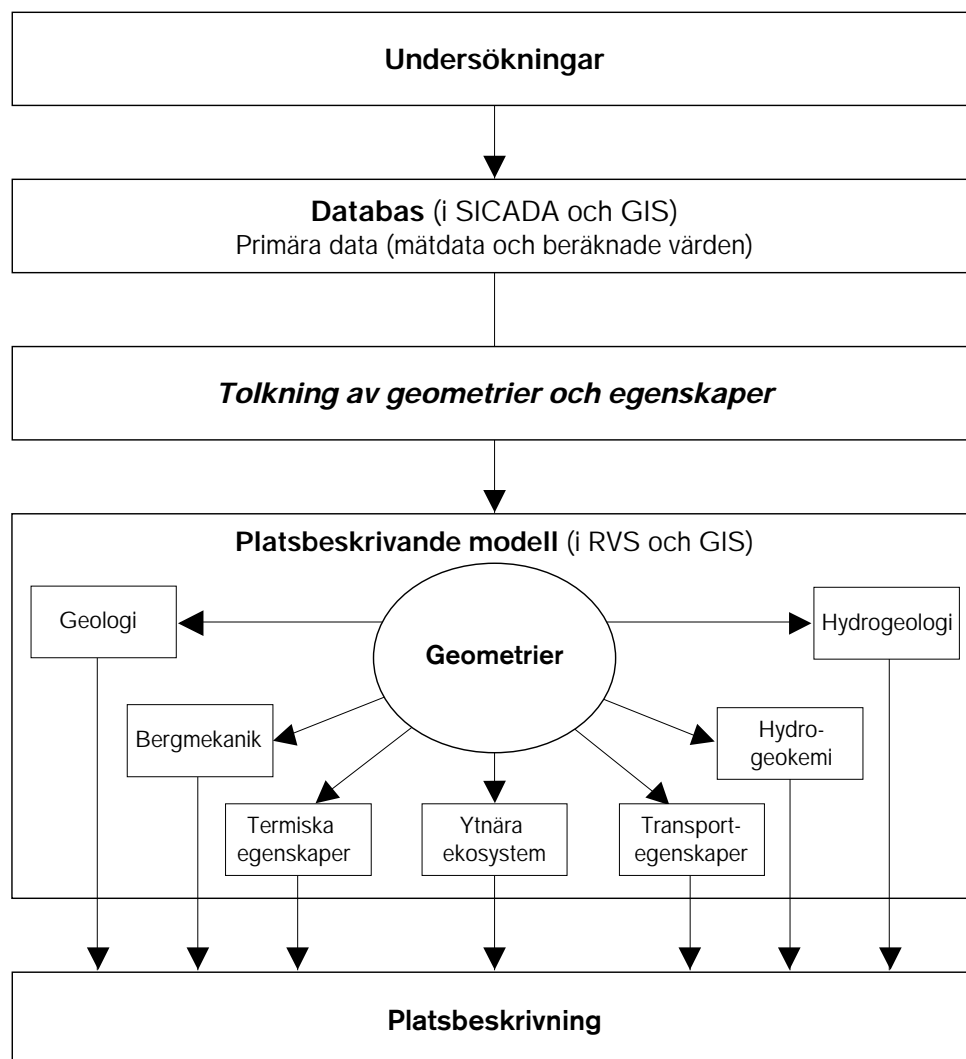 Undersökningar
Databas (i SICADA och GIS)
Primära data (mätdata och beräknade värden)
Tolkning av geometrier och egenskaper
Platsbeskrivande modell (i RVS och GIS)
Geologi
Geometrier
Hydrogeologi
Bergmekanik
Hydro-
geokemi
Termiska
egenskaper
Ytnära
ekosystem
Transport-
egenskaper
Platsbeskrivning